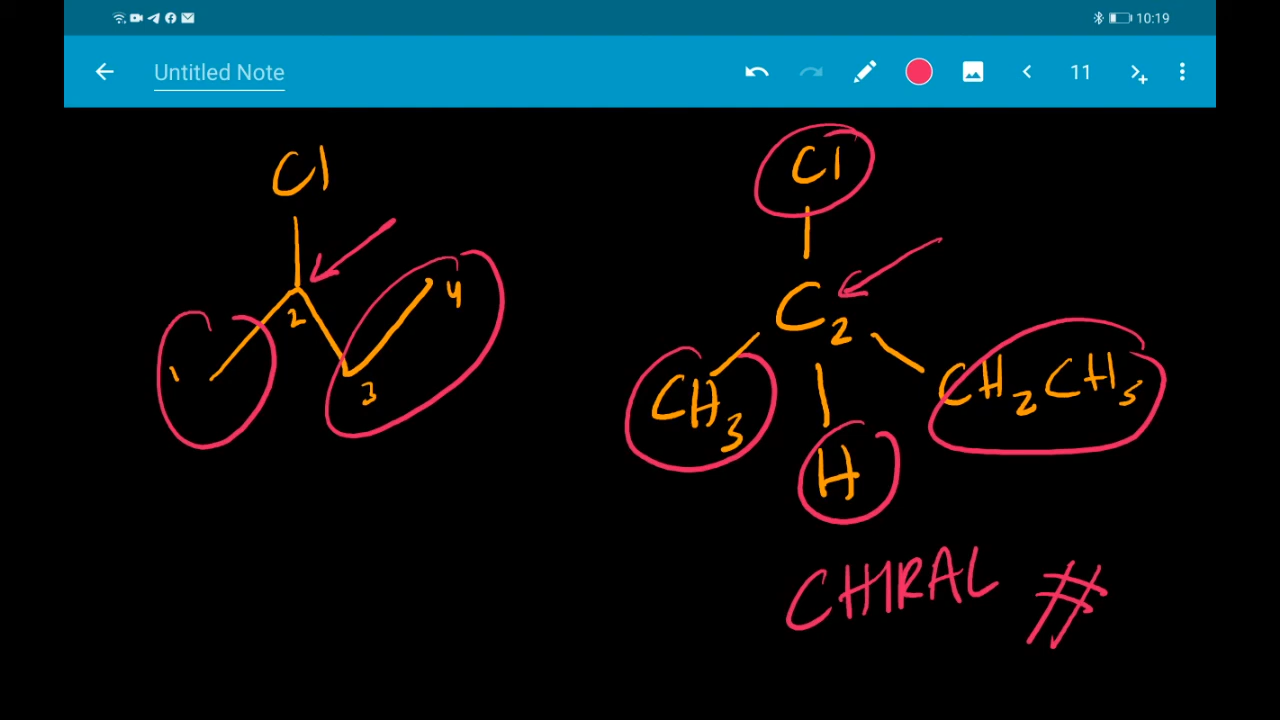 10:19
Untitled Note
11
Cl
2
1
4
3
Cl
C2
CH3
CH2CH3
H
CHIRAL #